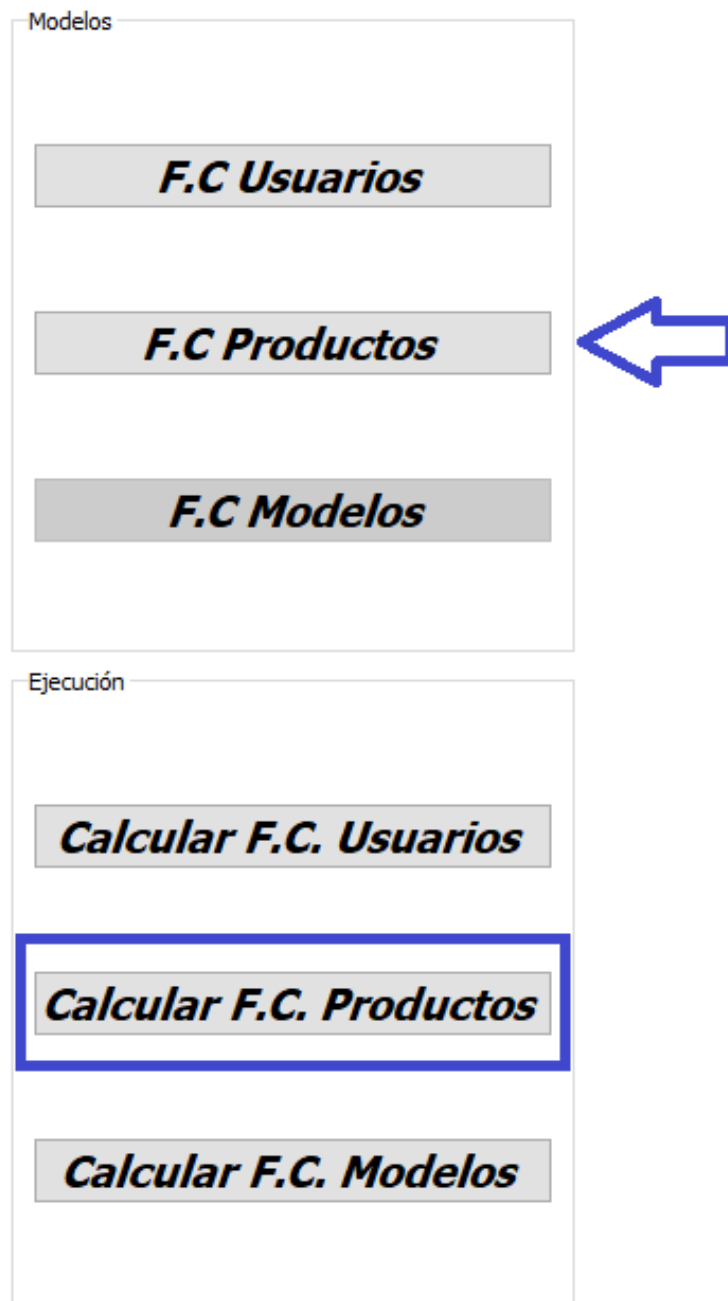 Modelos
F.C Usuarios
F.C Productos
F.C Modelos
Ejecución
Calcular F.C. Usuarios
Calcular F.C. Productos
Calcular F.C. Modelos